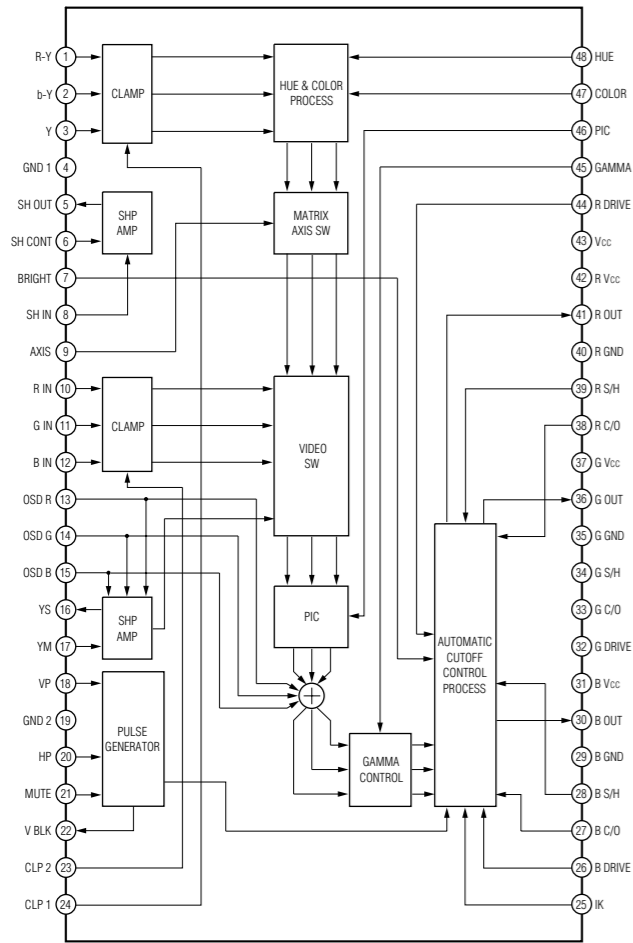 R-Y 1
b-Y 2
Y 3
GND 1 4
SH OUT 5
SH CONT 6
BRIGHT 7
SH IN 8
AXIS 9
R IN 10
G IN 11
B IN 12
OSD R 13
OSD G 14
OSD B 15
YS 16
YM 17
VP 18
GND 2 19
HP 20
MUTE 21
V BLK 22
CLP 2 23
CLP 1 24
CLAMP
SHP
AMP
CLAMP
SHP
AMP
PULSE
GENERATOR
HUE & COLOR
PROCESS
MATRIX
AXIS SW
VIDEO
SW
PIC
GAMMA
CONTROL
AUTOMATIC
CUTOFF
CONTROL
PROCESS
48 HUE
47 COLOR
46 PIC
45 GAMMA
44 R DRIVE
43 Vcc
42 R Vcc
41 R OUT
40 R GND
39 R S/H
38 R C/O
37 G Vcc
36 G OUT
35 G GND
34 G S/H
33 G C/O
32 G DRIVE
31 B Vcc
30 B OUT
29 B GND
28 B S/H
27 B C/O
26 B DRIVE
25 IK